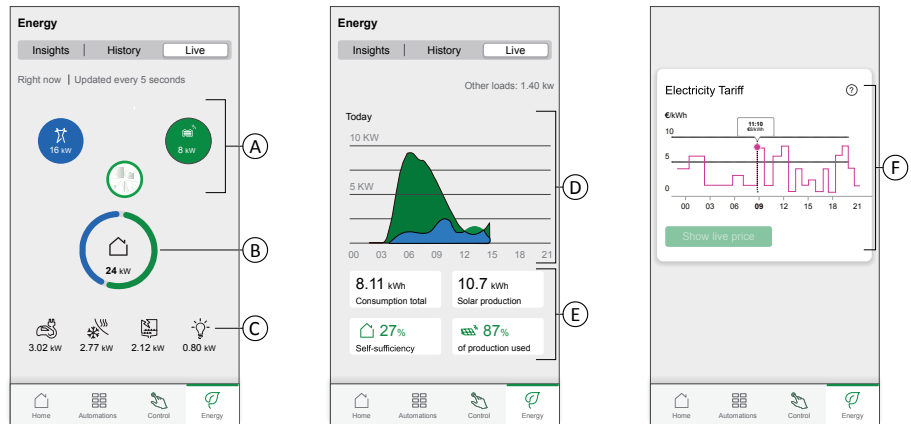 Energy
Insights | History Live
Right now | Updated every 5 seconds
16 kW
8 kW
A
24 kW
B
3.02 kW 2.77 kW 2.12 kW 0.80 kW
C
Home Automations Control Energy
Energy
Insights | History Live
Other loads: 1.40 kw
Today
10 KW
5 KW
00 03 06 09 12 15 18 21
D
8.11 kWh
Consumption total
10.7 kWh
Solar production
27%
Self-sufficiency
87%
of production used
E
Home Automations Control Energy
Electricity Tariff ?
€/kWh
11:10
10
5
0
00 03 06 09 12 15 18 21
Show live price
F
Home Automations Control Energy